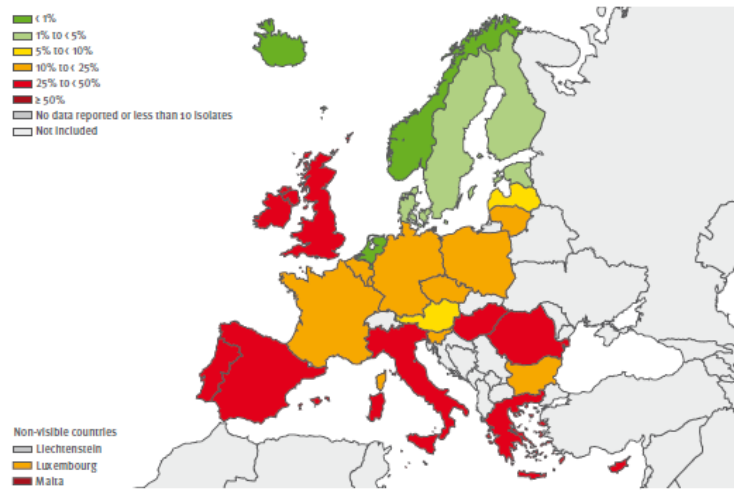 < 1%
1% to < 5%
5% to < 10%
10% to < 25%
25% to < 50%
≥ 50%
No data reported or less than 10 isolates
Not included
Non-visible countries
Liechtenstein
Luxembourg
Malta